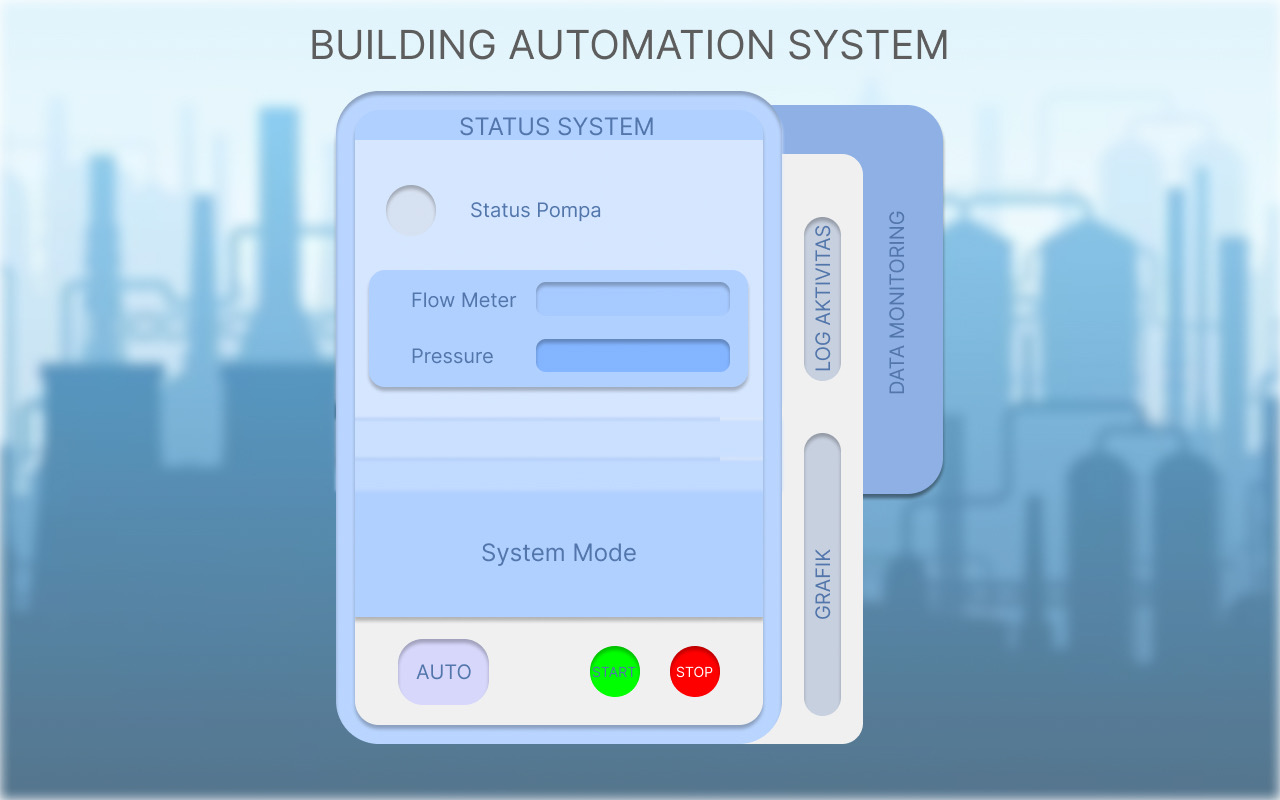 BUILDING AUTOMATION SYSTEM
STATUS SYSTEM
Status Pompa
Flow Meter
Pressure
System Mode
AUTO
START
STOP
LOG AKTIVITAS
GRAFIK
DATA MONITORING